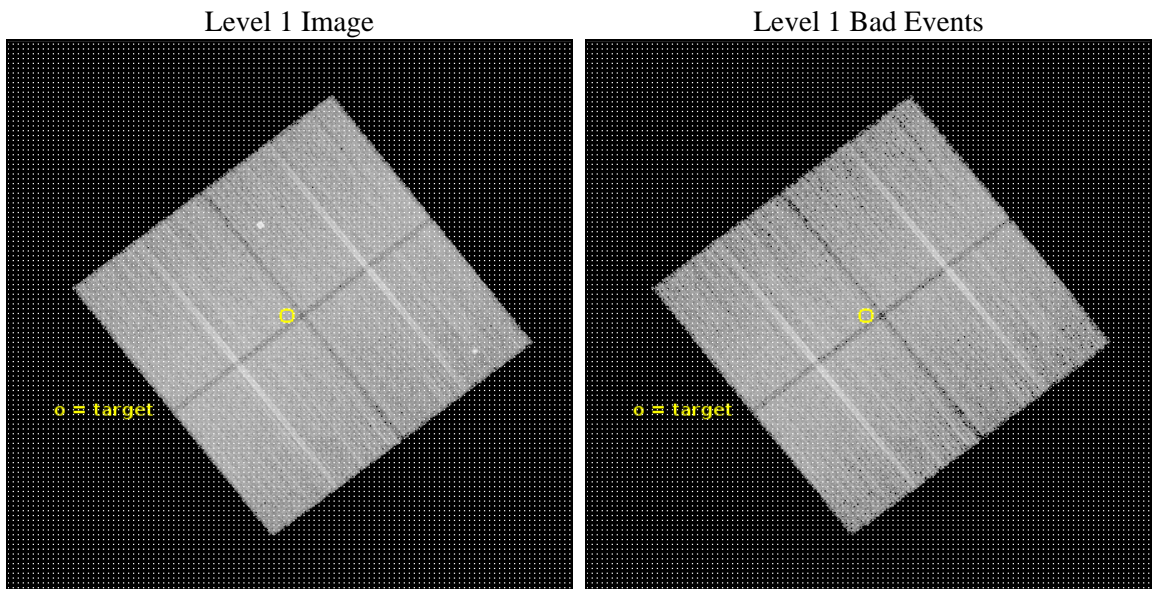 Level 1 Image
Level 1 Bad Events
o = target
o = target